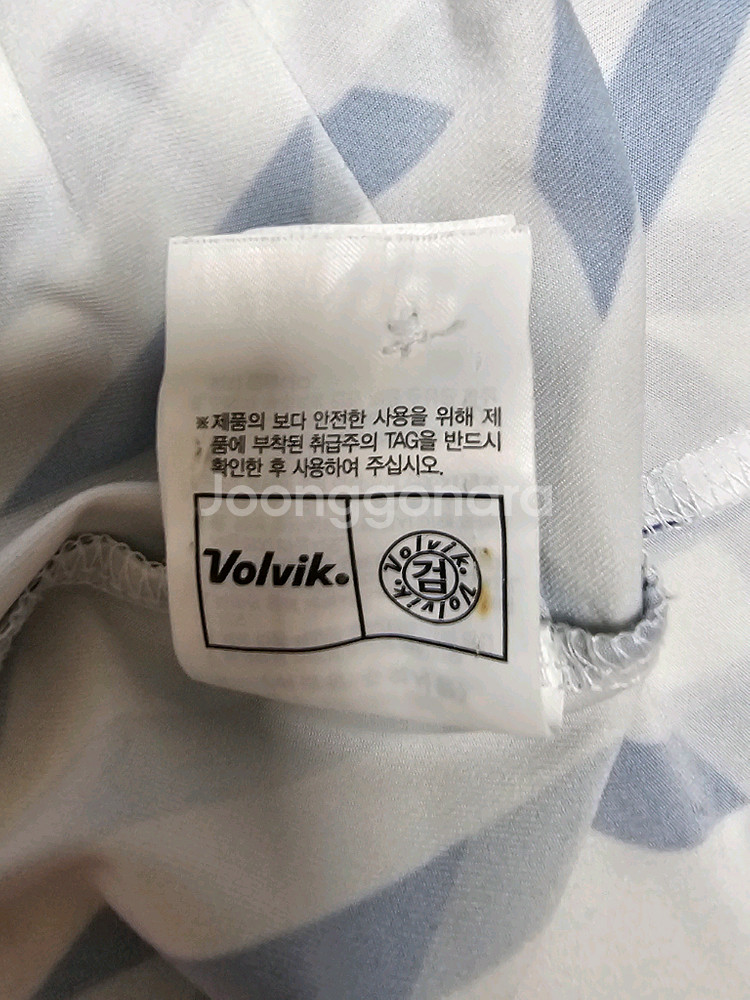 ※제품의 보다 안전한 사용을 위해 제
품에 부착된 취급주의 TAG을 반드시
확인한 후 사용하여 주십시오.
Joonggonara
Volvik.
Volvik. Volvik.
검